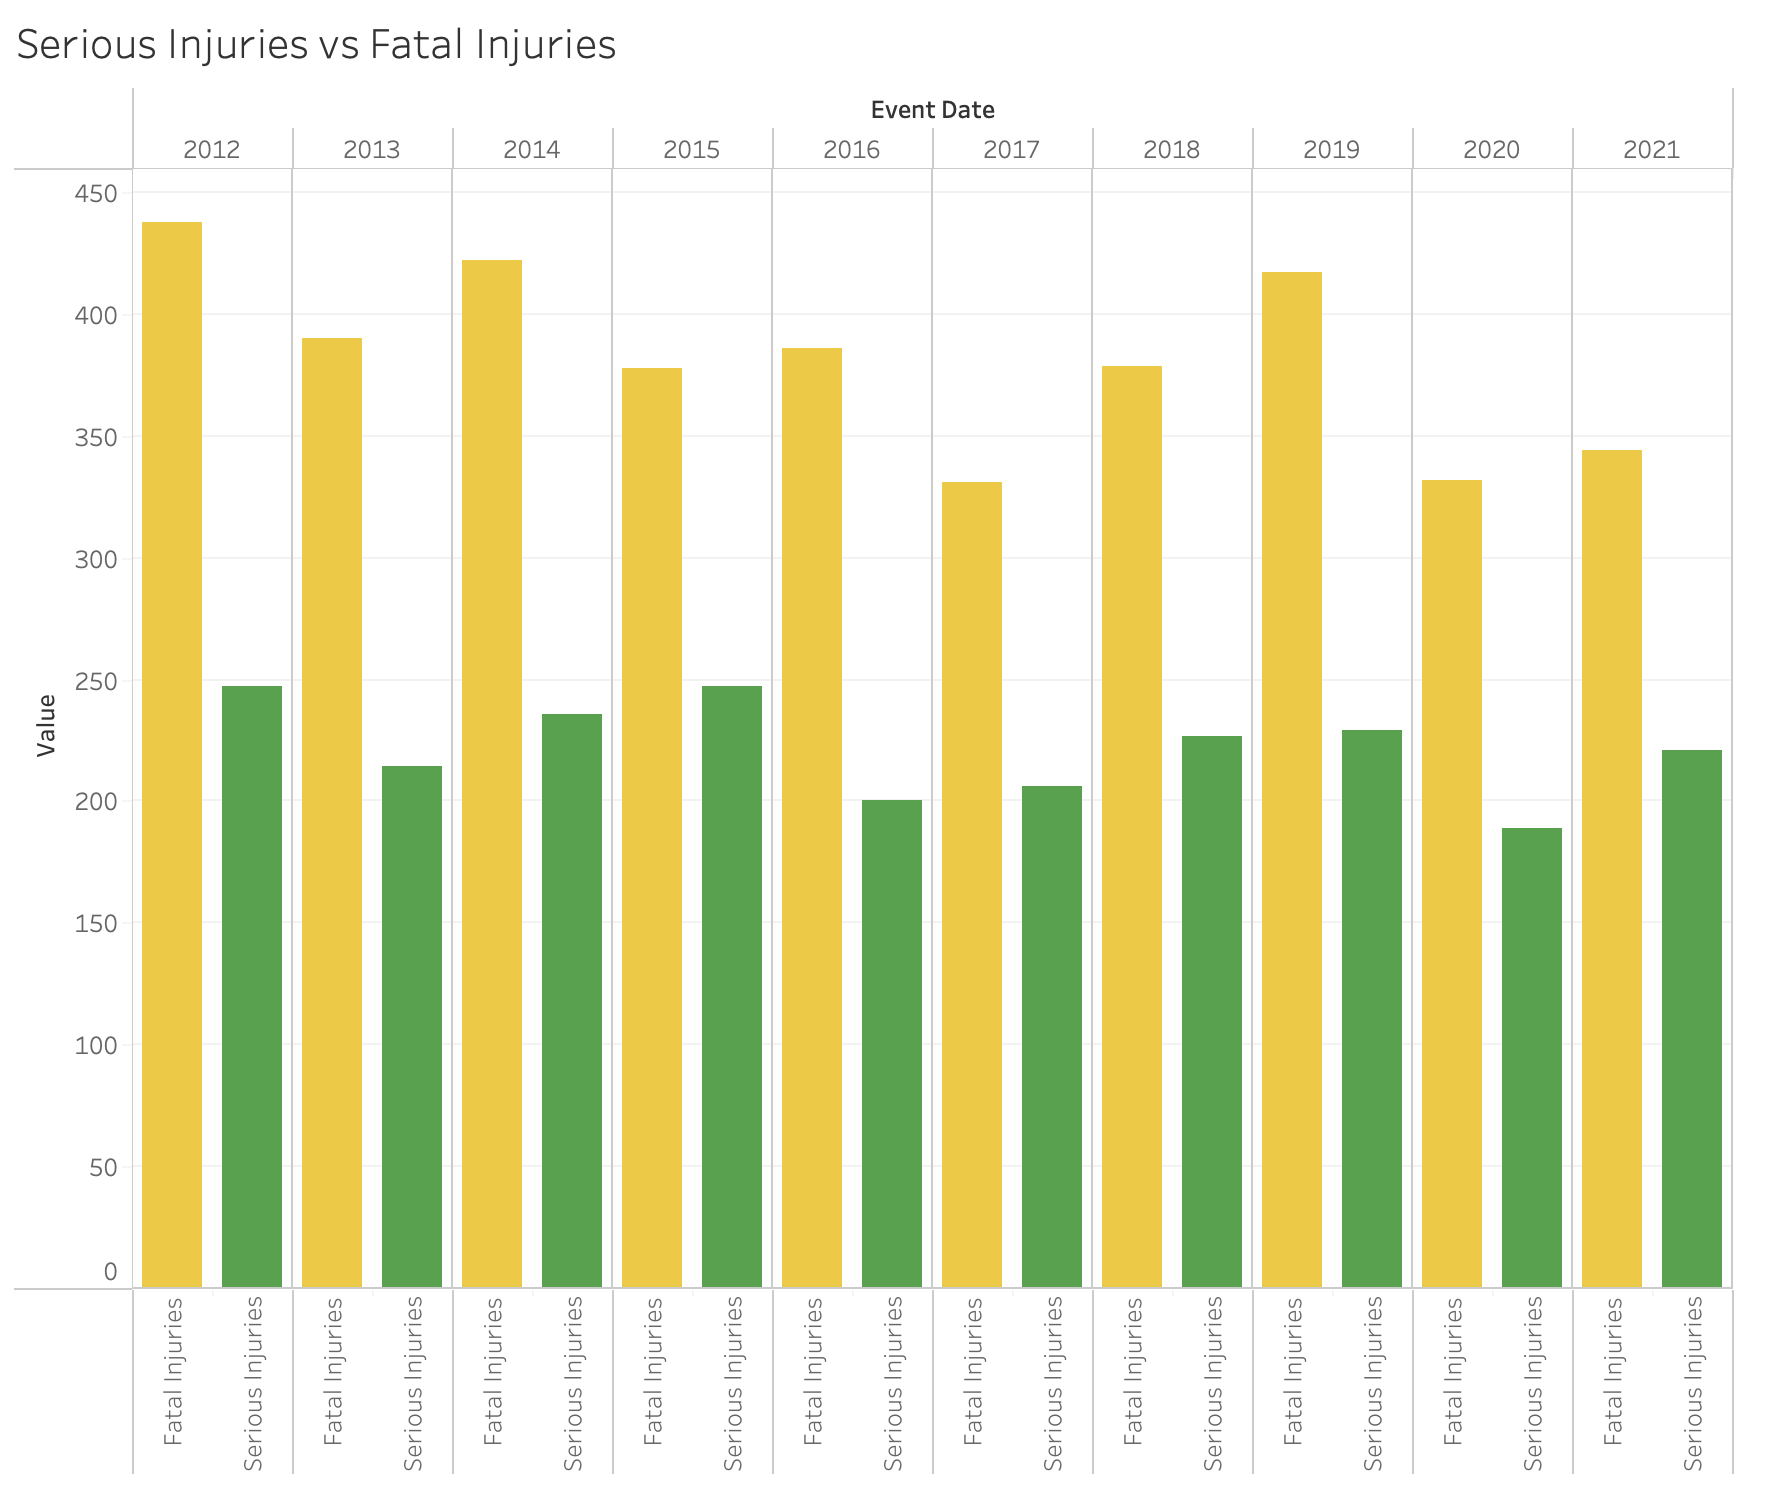 Serious Injuries vs Fatal Injuries
Event Date
2012 2013 2014 2015 2016 2017 2018 2019 2020 2021
450
400
350
300
250
200
150
100
50
0
Value
Fatal Injuries
Serious Injuries
Fatal Injuries
Serious Injuries
Fatal Injuries
Serious Injuries
Fatal Injuries
Serious Injuries
Fatal Injuries
Serious Injuries
Fatal Injuries
Serious Injuries
Fatal Injuries
Serious Injuries
Fatal Injuries
Serious Injuries
Fatal Injuries
Serious Injuries
Fatal Injuries
Serious Injuries